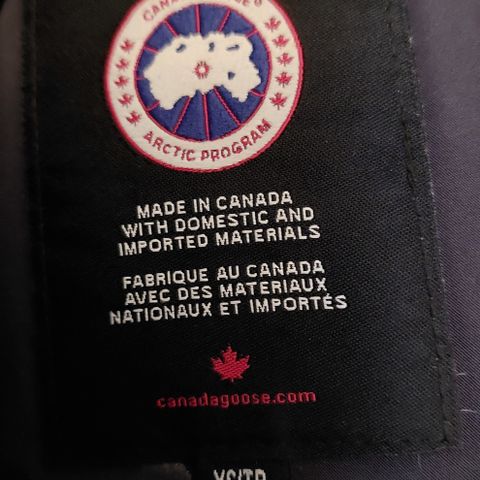 ARCTIC PROGRAM
MADE IN CANADA
WITH DOMESTIC AND
IMPORTED MATERIALS
FABRIQUE AU CANADA
AVEC DES MATERIAUX
NATIONAUX ET IMPORTÉS
canadagoose.com